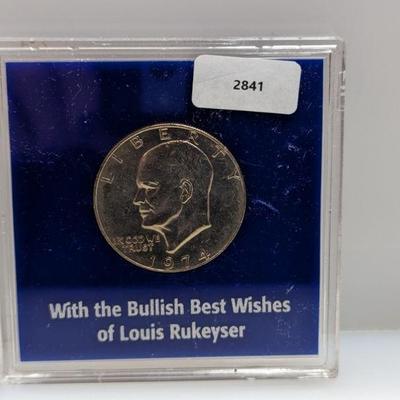 2841
LIBERTY
IN GOD WE
TRUST
1974
With the Bullish Best Wishes
of Louis Rukeyser